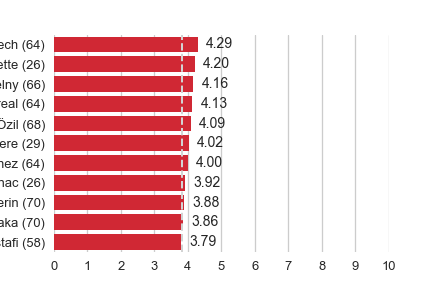 ech (64) 4.29
ette (26) 4.20
elny (66) 4.16
real (64) 4.13
Özil (68) 4.09
ere (29) 4.02
nez (64) 4.00
nac (26) 3.92
erin (70) 3.88
aka (70) 3.86
stafi (58) 3.79
0 1 2 3 4 5 6 7 8 9 10